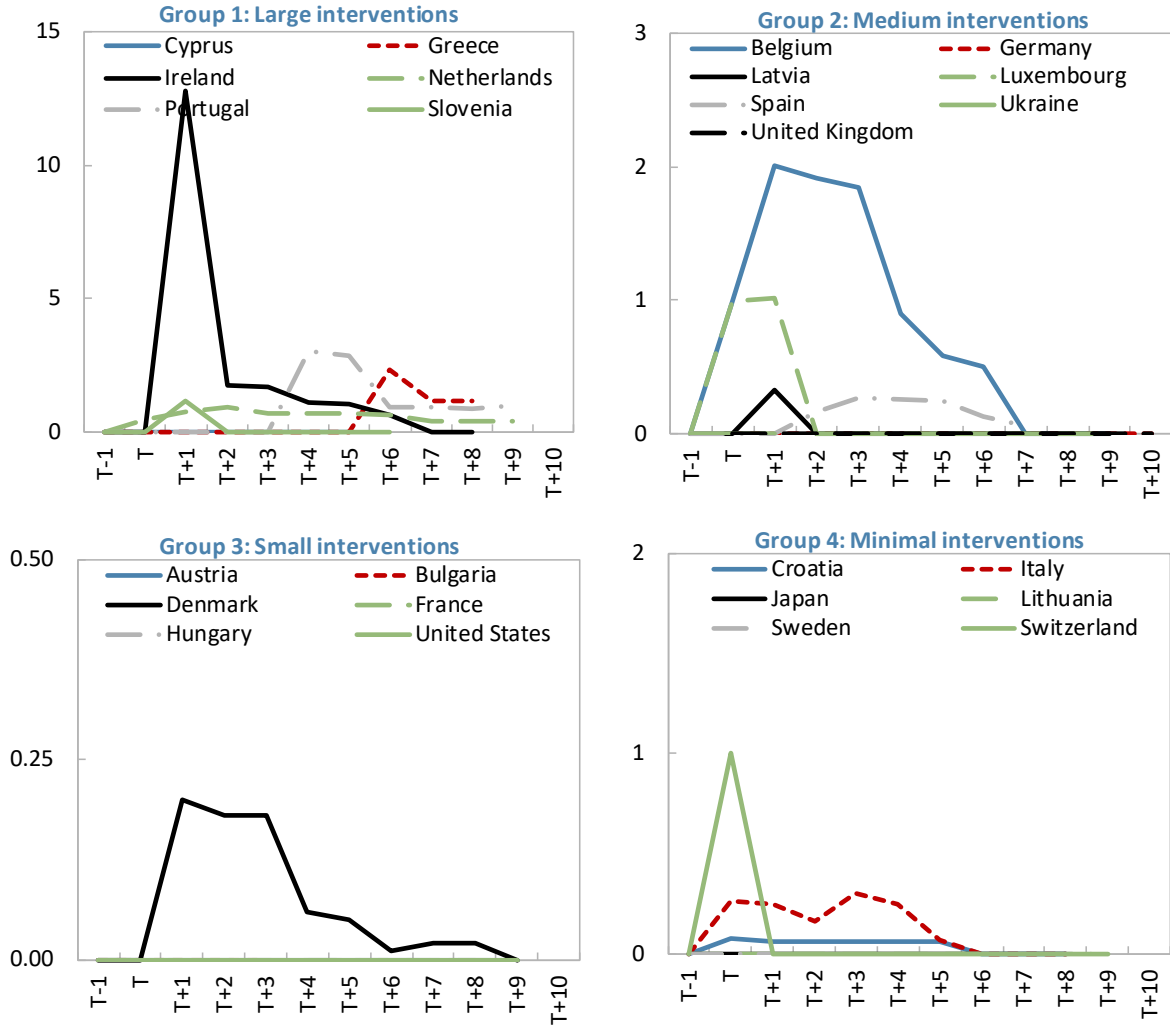 Group 1: Large interventions
15
10
5
0
Cyprus
Greece
Ireland
Netherlands
Portugal
Slovenia
T-1
T
T+1
T+2
T+3
T+4
T+5
T+6
T+7
T+8
T+9
T+10
Group 2: Medium interventions
3
2
1
0
Belgium
Germany
Latvia
Luxembourg
Spain
Ukraine
United Kingdom
T-1
T
T+1
T+2
T+3
T+4
T+5
T+6
T+7
T+8
T+9
T+10
Group 3: Small interventions
0.50
0.25
0.00
Austria
Bulgaria
Denmark
France
Hungary
United States
T-1
T
T+1
T+2
T+3
T+4
T+5
T+6
T+7
T+8
T+9
T+10
Group 4: Minimal interventions
2
1
0
Croatia
Italy
Japan
Lithuania
Sweden
Switzerland
T-1
T
T+1
T+2
T+3
T+4
T+5
T+6
T+7
T+8
T+9
T+10